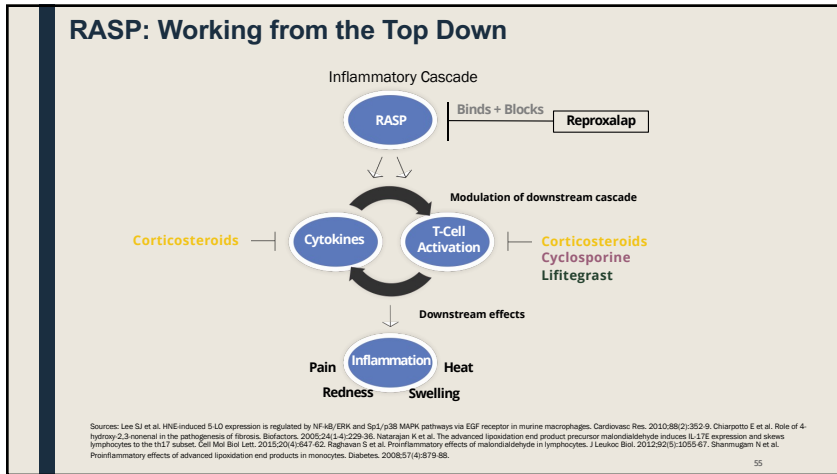 RASP: Working from the Top Down
Inflammatory Cascade
RASP
Binds + Blocks
Reproxalap
Modulation of downstream cascade
Corticosteroids
Cytokines
T-Cell
Activation
Corticosteroids
Cyclosporine
Lifitegrast
Downstream effects
Inflammation
Pain
Heat
Redness
Swelling
Sources: Lee SJ et al. HNE-induced 5-LO expression is regulated by NF-kB/ERK and Sp1/p38 MAPK pathways via EGF receptor in murine macrophages. Cardiovasc Res. 2010;88(2):352-9. Chiarpotto E et al. Role of 4-
hydroxy-2,3-nonenal in the pathogenesis of fibrosis. Biofactors. 2005;24(1-4):229-36. Natarajan K et al. The advanced lipoxidation end product precursor malondialdehyde induces IL-17E expression and skews
lymphocytes to the th17 subset. Cell Mol Biol Lett. 2015;20(4):647-62. Raghavan S et al. Proinflammatory effects of malondialdehyde in lymphocytes. J Leukoc Biol. 2012;92(5):1055-67. Shanmugam N et al.
Proinflammatory effects of advanced lipoxidation end products in monocytes. Diabetes. 2008;57(4):879-88.
55